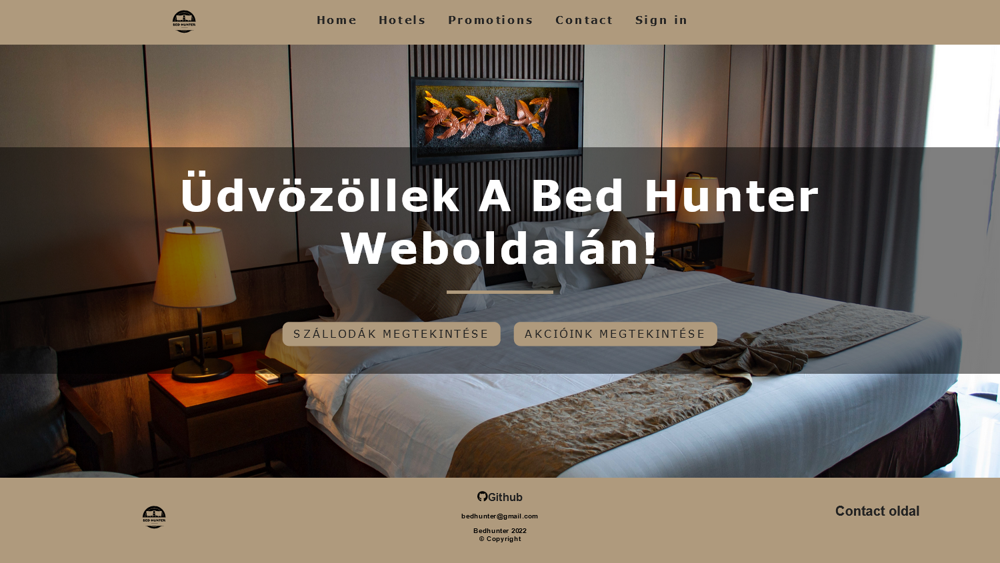 BED HUNTER
Home Hotels Promotions Contact Sign in
Üdvözöllek A Bed Hunter
Weboldalán!
SZÁLLODÁK MEGTEKINTÉSE AKCIÓINK MEGTEKINTÉSE
BED HUNTER
Github
bedhunter@gmail.com
Bedhunter 2022
© Copyright
Contact oldal